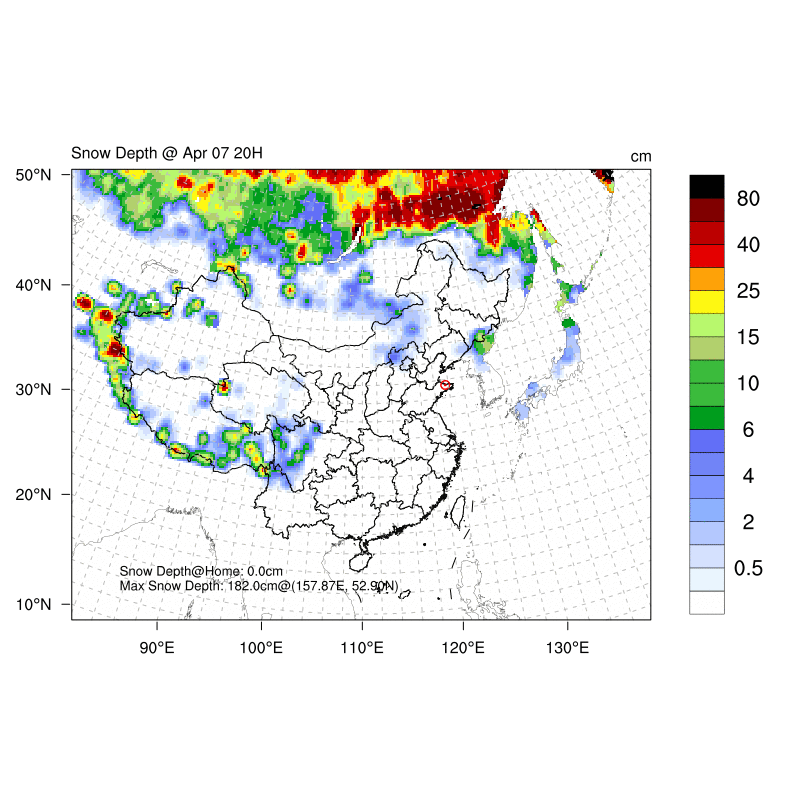 Snow Depth @ Apr 07 20H
cm
50°N
40°N
30°N
20°N
10°N
90°E
100°E
110°E
120°E
130°E
80
40
25
15
10
6
4
2
0.5
Snow Depth@Home: 0.0cm
Max Snow Depth: 182.0cm@(157.87E, 52.90N)